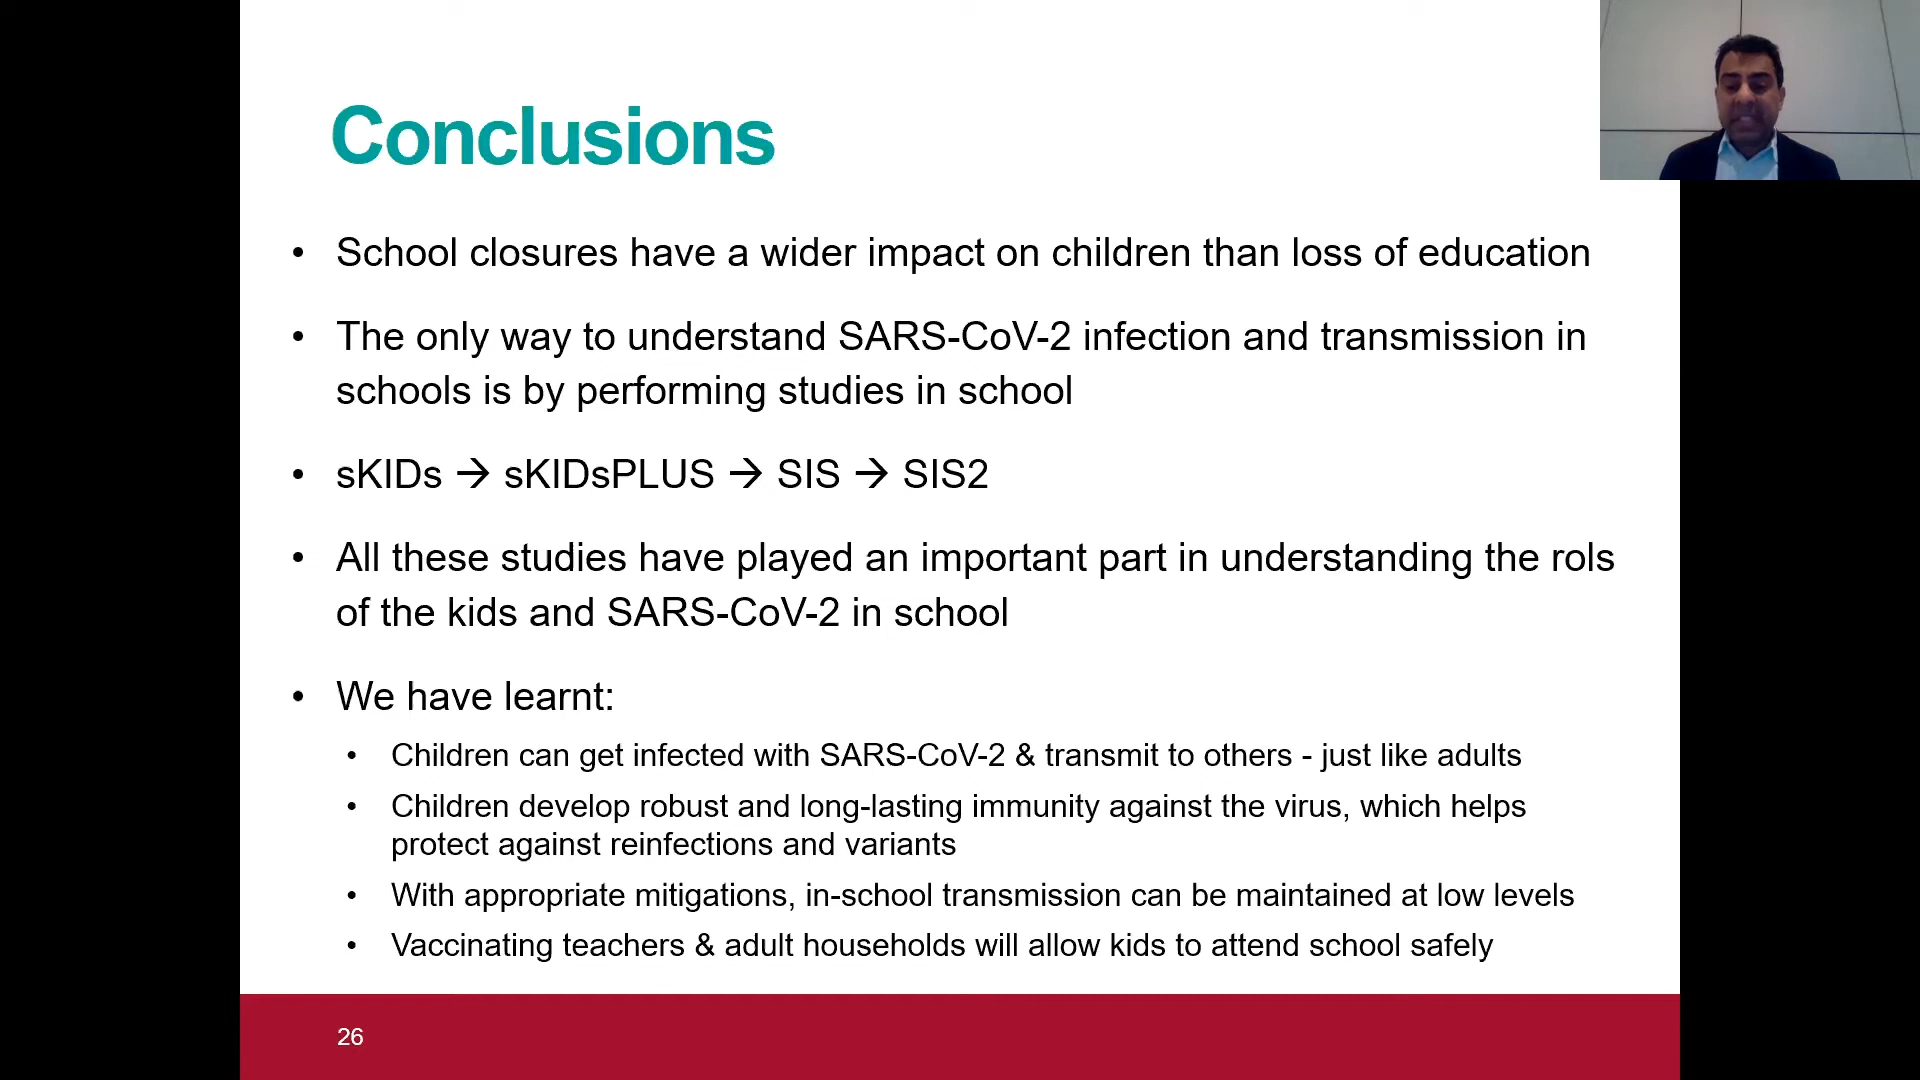 Conclusions
• School closures have a wider impact on children than loss of education
• The only way to understand SARS-CoV-2 infection and transmission in
schools is by performing studies in school
• sKIDs → sKIDsPLUS → SIS → SIS2
• All these studies have played an important part in understanding the rols
of the kids and SARS-CoV-2 in school
• We have learnt:
• Children can get infected with SARS-CoV-2 & transmit to others - just like adults
• Children develop robust and long-lasting immunity against the virus, which helps
protect against reinfections and variants
• With appropriate mitigations, in-school transmission can be maintained at low levels
• Vaccinating teachers & adult households will allow kids to attend school safely
26